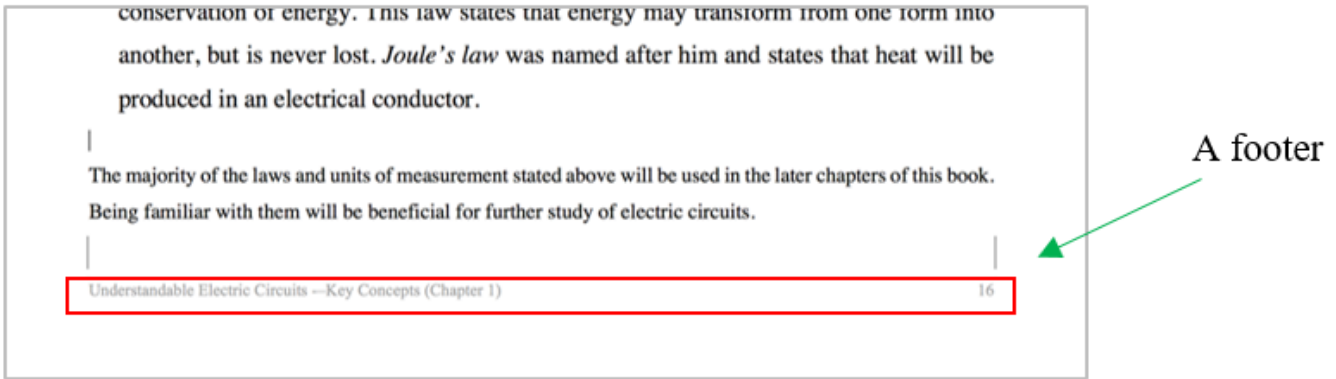 conservation of energy. This law states that energy may transform from one form into
another, but is never lost. Joule's law was named after him and states that heat will be
produced in an electrical conductor.
The majority of the laws and units of measurement stated above will be used in the later chapters of this book.
Being familiar with them will be beneficial for further study of electric circuits.
A footer
Understandable Electric Circuits —Key Concepts (Chapter 1) 16